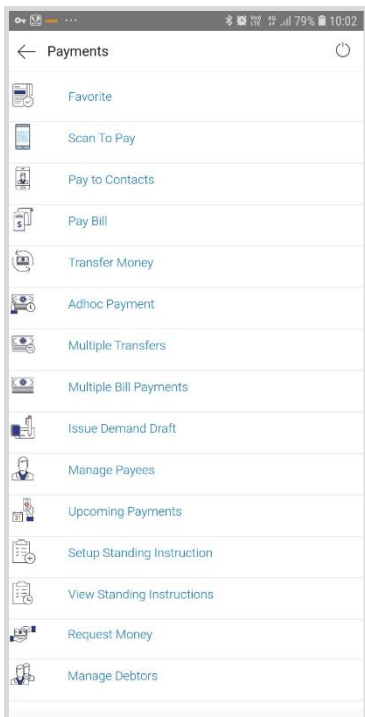 79% 10:02
Payments
Favorite
Scan To Pay
Pay to Contacts
Pay Bill
Transfer Money
Adhoc Payment
Multiple Transfers
Multiple Bill Payments
Issue Demand Draft
Manage Payees
Upcoming Payments
Setup Standing Instruction
View Standing Instructions
Request Money
Manage Debtors